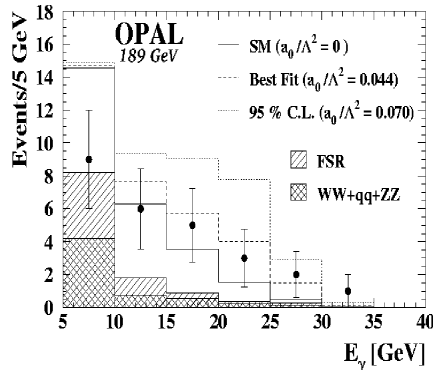 Events/5 GeV
18
16
14
12
10
8
6
4
2
0
OPAL
189 GeV
SM (a₀/Λ² = 0)
Best Fit (a₀/Λ² = 0.044)
95 % C.L. (a₀/Λ² = 0.070)
FSR
WW+qq+ZZ
5 10 15 20 25 30 35 40
Eγ [GeV]